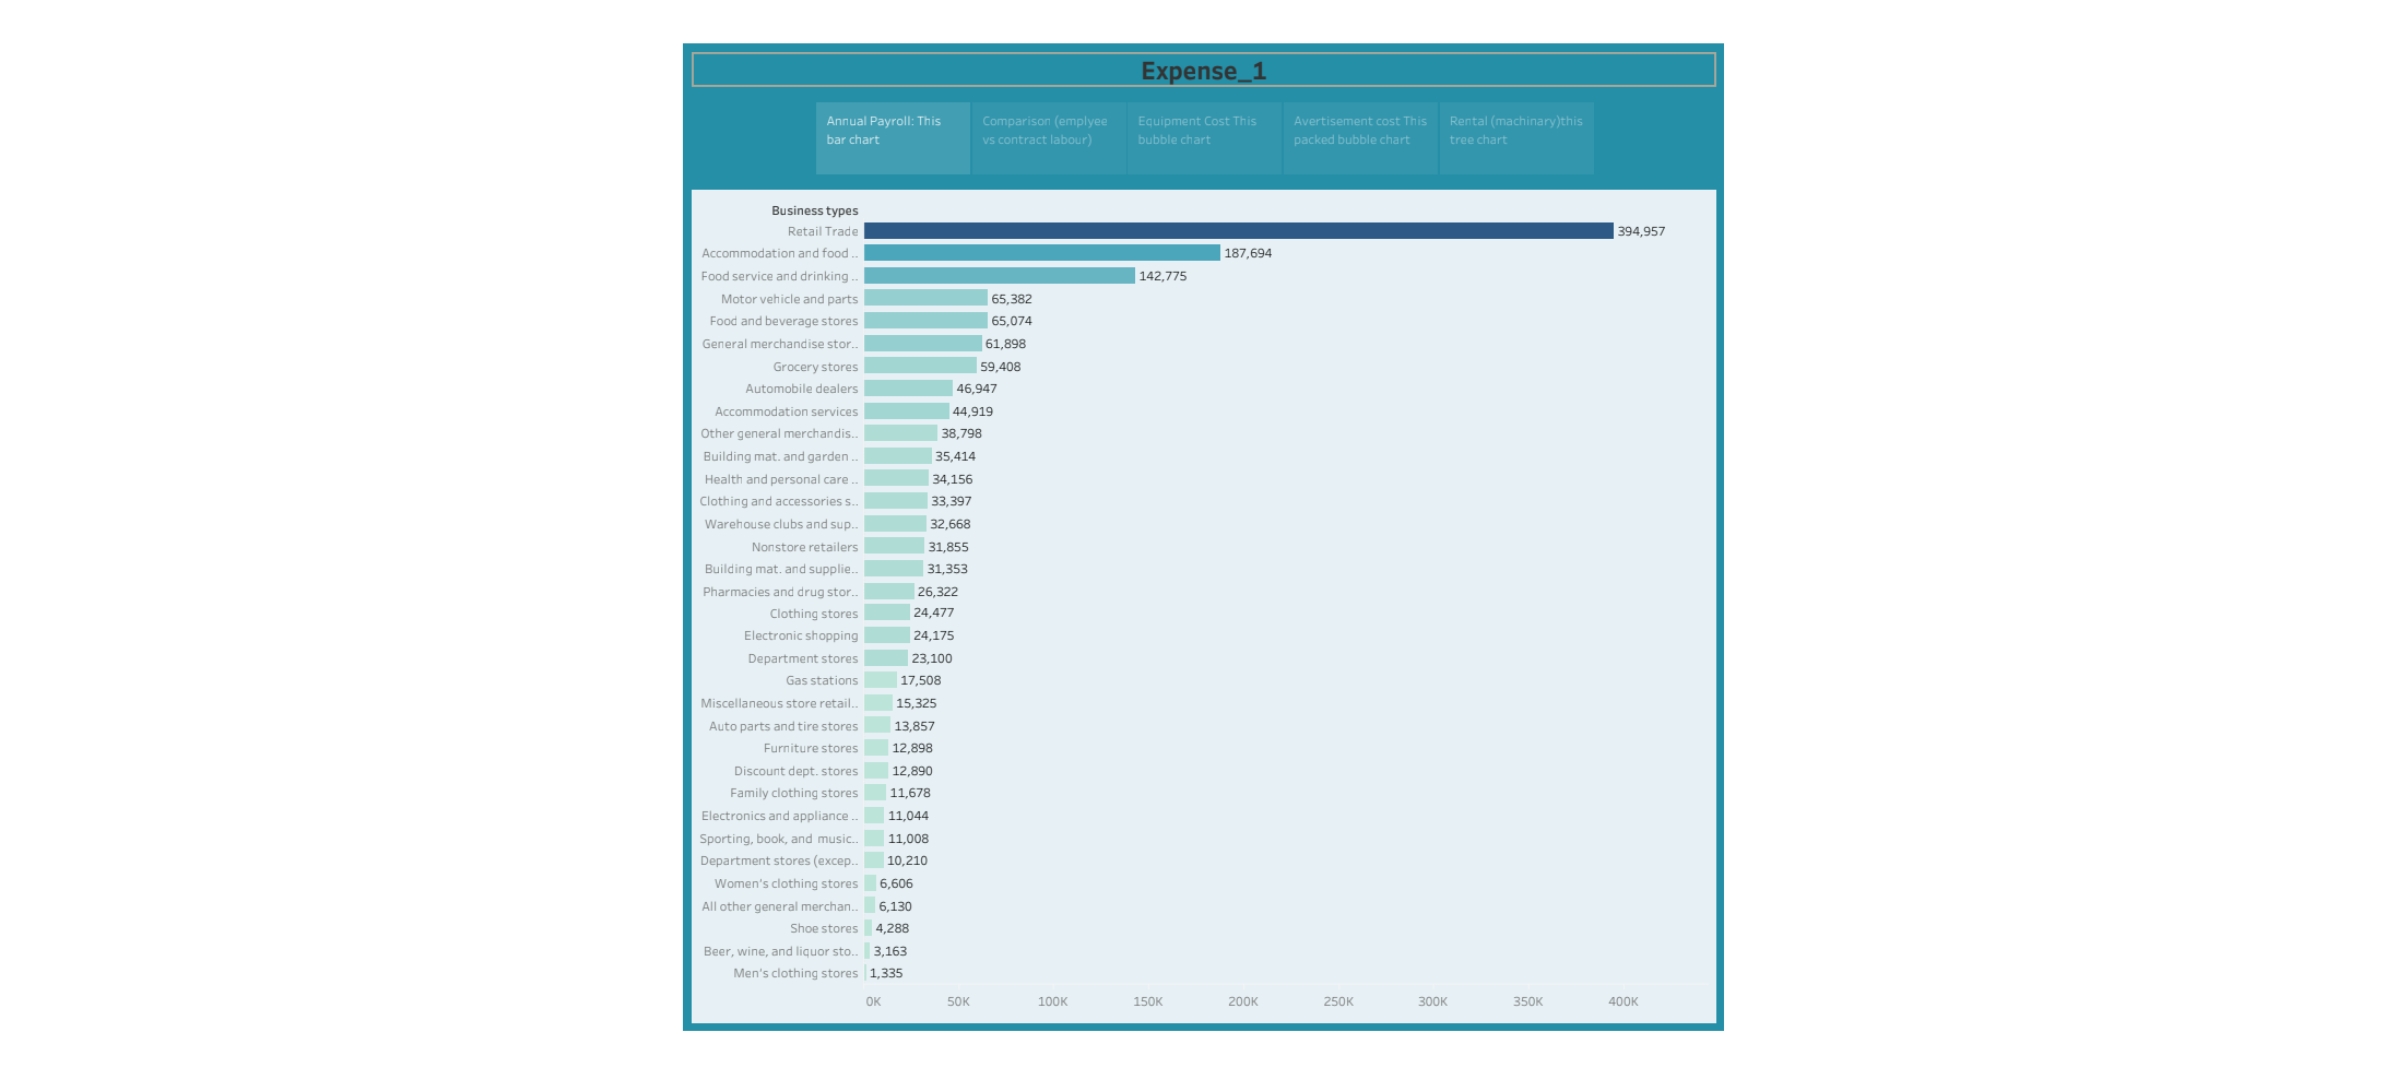 Expense_1
Annual Payroll: This
bar chart
Comparison (emplyee
vs contract labour)
Equipment Cost This
bubble chart
Avertisement cost This
packed bubble chart
Rental (machinary)this
tree chart
Business types
Retail Trade 394,957
Accommodation and food .. 187,694
Food service and drinking .. 142,775
Motor vehicle and parts 65,382
Food and beverage stores 65,074
General merchandise stor.. 61,898
Grocery stores 59,408
Automobile dealers 46,947
Accommodation services 44,919
Other general merchandis.. 38,798
Building mat. and garden .. 35,414
Health and personal care .. 34,156
Clothing and accessories s.. 33,397
Warehouse clubs and sup.. 32,668
Nonstore retailers 31,855
Building mat. and supplie.. 31,353
Pharmacies and drug stor.. 26,322
Clothing stores 24,477
Electronic shopping 24,175
Department stores 23,100
Gas stations 17,508
Miscellaneous store retail.. 15,325
Auto parts and tire stores 13,857
Furniture stores 12,898
Discount dept. stores 12,890
Family clothing stores 11,678
Electronics and appliance .. 11,044
Sporting, book, and music.. 11,008
Department stores (excep.. 10,210
Women's clothing stores 6,606
All other general merchan.. 6,130
Shoe stores 4,288
Beer, wine, and liquor sto.. 3,163
Men's clothing stores 1,335
0K 50K 100K 150K 200K 250K 300K 350K 400K